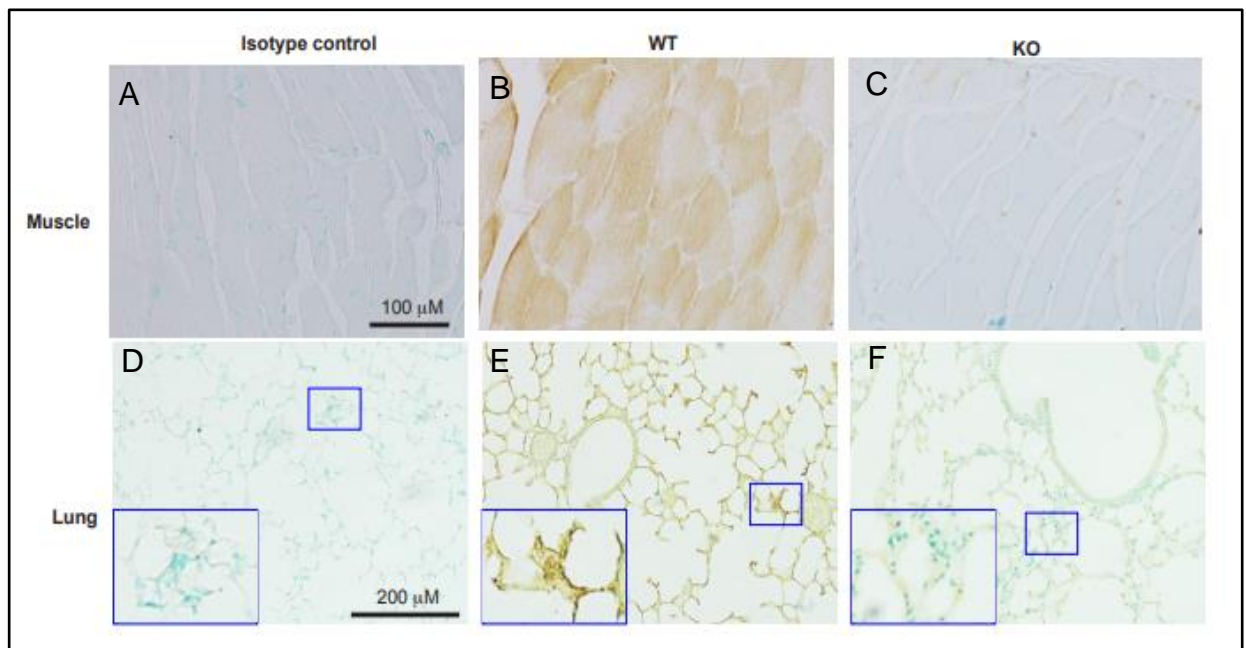 Isotype control WT KO
A B C
Muscle
100 μM
D E F
Lung
200 μM